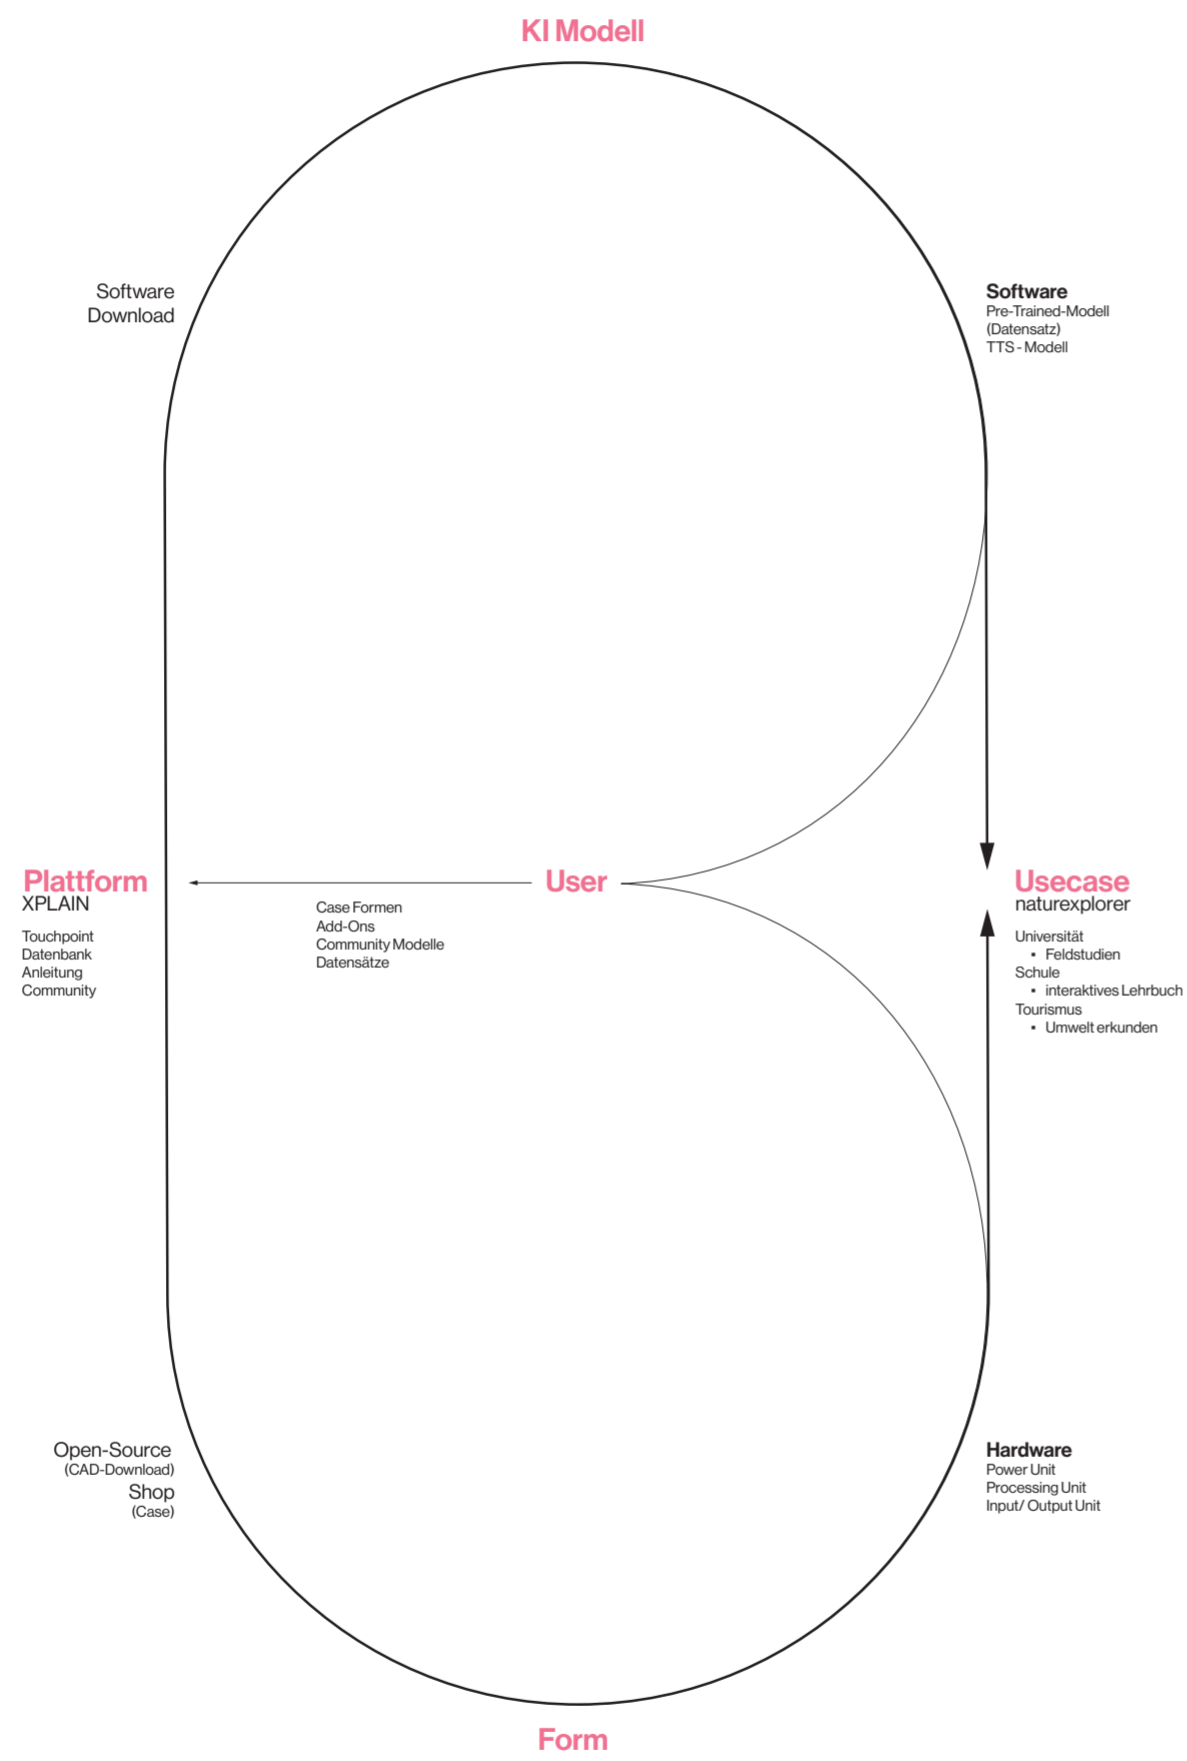 KI Modell
Software
Download
Software
Pre-Trained-Modell
(Datensatz)
TTS - Modell
Plattform
XPLAIN
Touchpoint
Datenbank
Anleitung
Community
User
Case Formen
Add-Ons
Community Modelle
Datensätze
Usecase
naturexplorer
Universität
▪ Feldstudien
Schule
▪ interaktives Lehrbuch
Tourismus
▪ Umwelt erkunden
Open-Source
(CAD-Download)
Shop
(Case)
Hardware
Power Unit
Processing Unit
Input/ Output Unit
Form